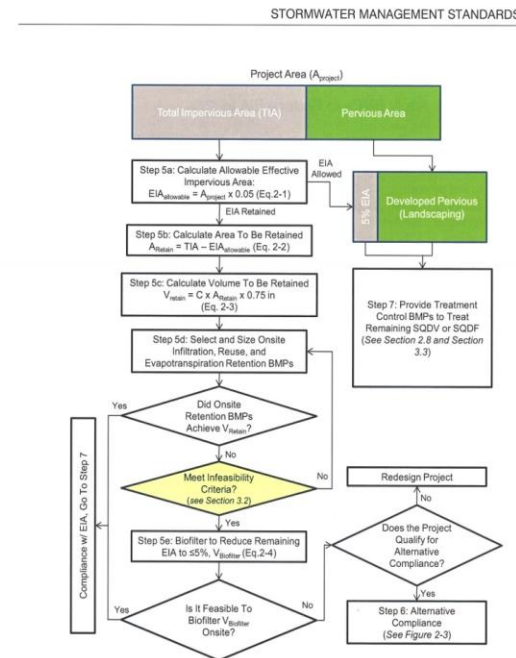 STORMWATER MANAGEMENT STANDARDS
Project Area (Aproject)
Total Impervious Area (TIA)
Pervious Area
Step 5a: Calculate Allowable Effective
Impervious Area:
EIAallowable = Aproject x 0.05 (Eq.2-1)
EIA
Allowed
5% EIA
Developed Pervious
(Landscaping)
EIA Retained
Step 5b: Calculate Area To Be Retained
ARetain = TIA – EIAallowable (Eq. 2-2)
Step 5c: Calculate Volume To Be Retained
Vretain = C x ARetain x 0.75 in
(Eq. 2-3)
Step 7: Provide Treatment
Control BMPs to Treat
Remaining SQDV or SQDF
(See Section 2.8 and Section
3.3)
Step 5d: Select and Size Onsite
Infiltration, Reuse, and
Evapotranspiration Retention BMPs
Yes
Did Onsite
Retention BMPs
Achieve VRetain?
No
Meet Infeasibility
Criteria?
(see Section 3.2)
No
Yes
Compliance w/ EIA, Go To Step 7
Step 5e: Biofilter to Reduce Remaining
EIA to ≤5%, VBiofilter (Eq.2-4)
Yes
Is It Feasible To
Biofilter VBiofilter
Onsite?
No
Redesign Project
No
Does the Project
Qualify for
Alternative
Compliance?
Yes
Step 6: Alternative
Compliance
(See Figure 2-3)